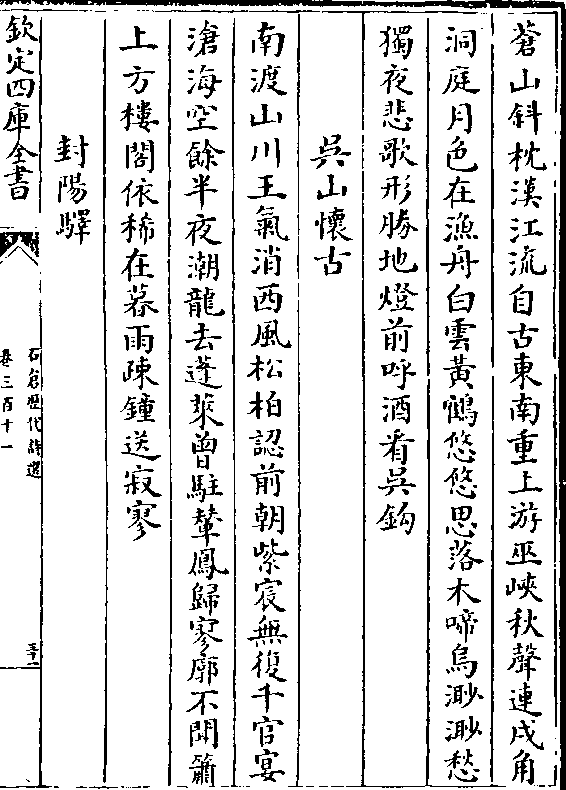 蒼山斜枕漢江流自古東南重上游巫峽秋聲連戍角
洞庭月色在漁舟白雲黃鶴悠悠思落木啼烏渺渺愁
獨夜悲歌形勝地燈前呼酒看吳鈎
吳山懷古
南渡山川王氣消西風松柏認前朝紫宸無復千官宴
滄海空餘半夜潮龍去蓬萊曾駐輦鳳歸寥廓不聞簫
上方樓閣依稀在暮雨疎鐘送寂寥
封陽驛
欽定四庫全書
石倉歷代詩選
卷三百十一